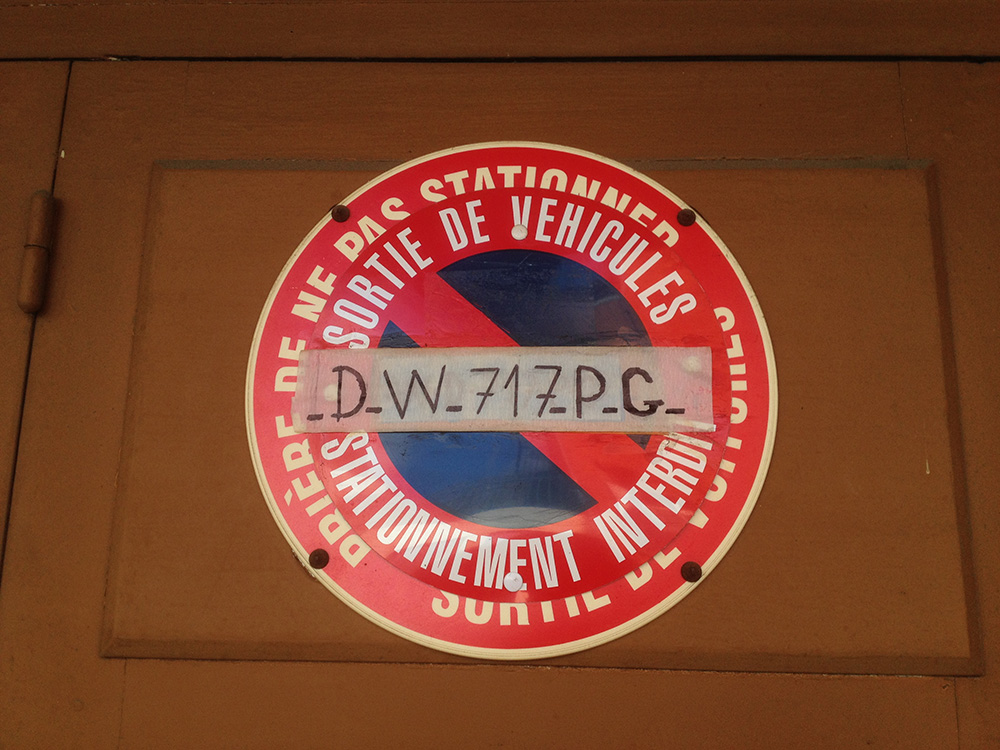 PRIÈRE DE NE PAS STATIONNER
SORTIE DE VEHICULES
_D_W_717_P_G_
STATIONNEMENT INTERDIT
SORTIE DE VOITURES